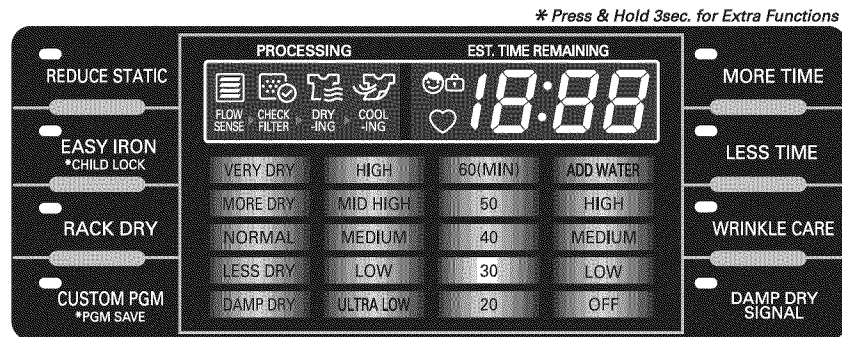 * Press & Hold 3sec. for Extra Functions
PROCESSING
EST. TIME REMAINING
REDUCE STATIC
EASY IRON
*CHILD LOCK
RACK DRY
CUSTOM PGM
*PGM SAVE
FLOW SENSE
CHECK FILTER
DRY -ING
COOL -ING
18:88
VERY DRY HIGH 60(MIN) ADD WATER
MORE DRY MID HIGH 50 HIGH
NORMAL MEDIUM 40 MEDIUM
LESS DRY LOW 30 LOW
DAMP DRY ULTRA LOW 20 OFF
MORE TIME
LESS TIME
WRINKLE CARE
DAMP DRY
SIGNAL